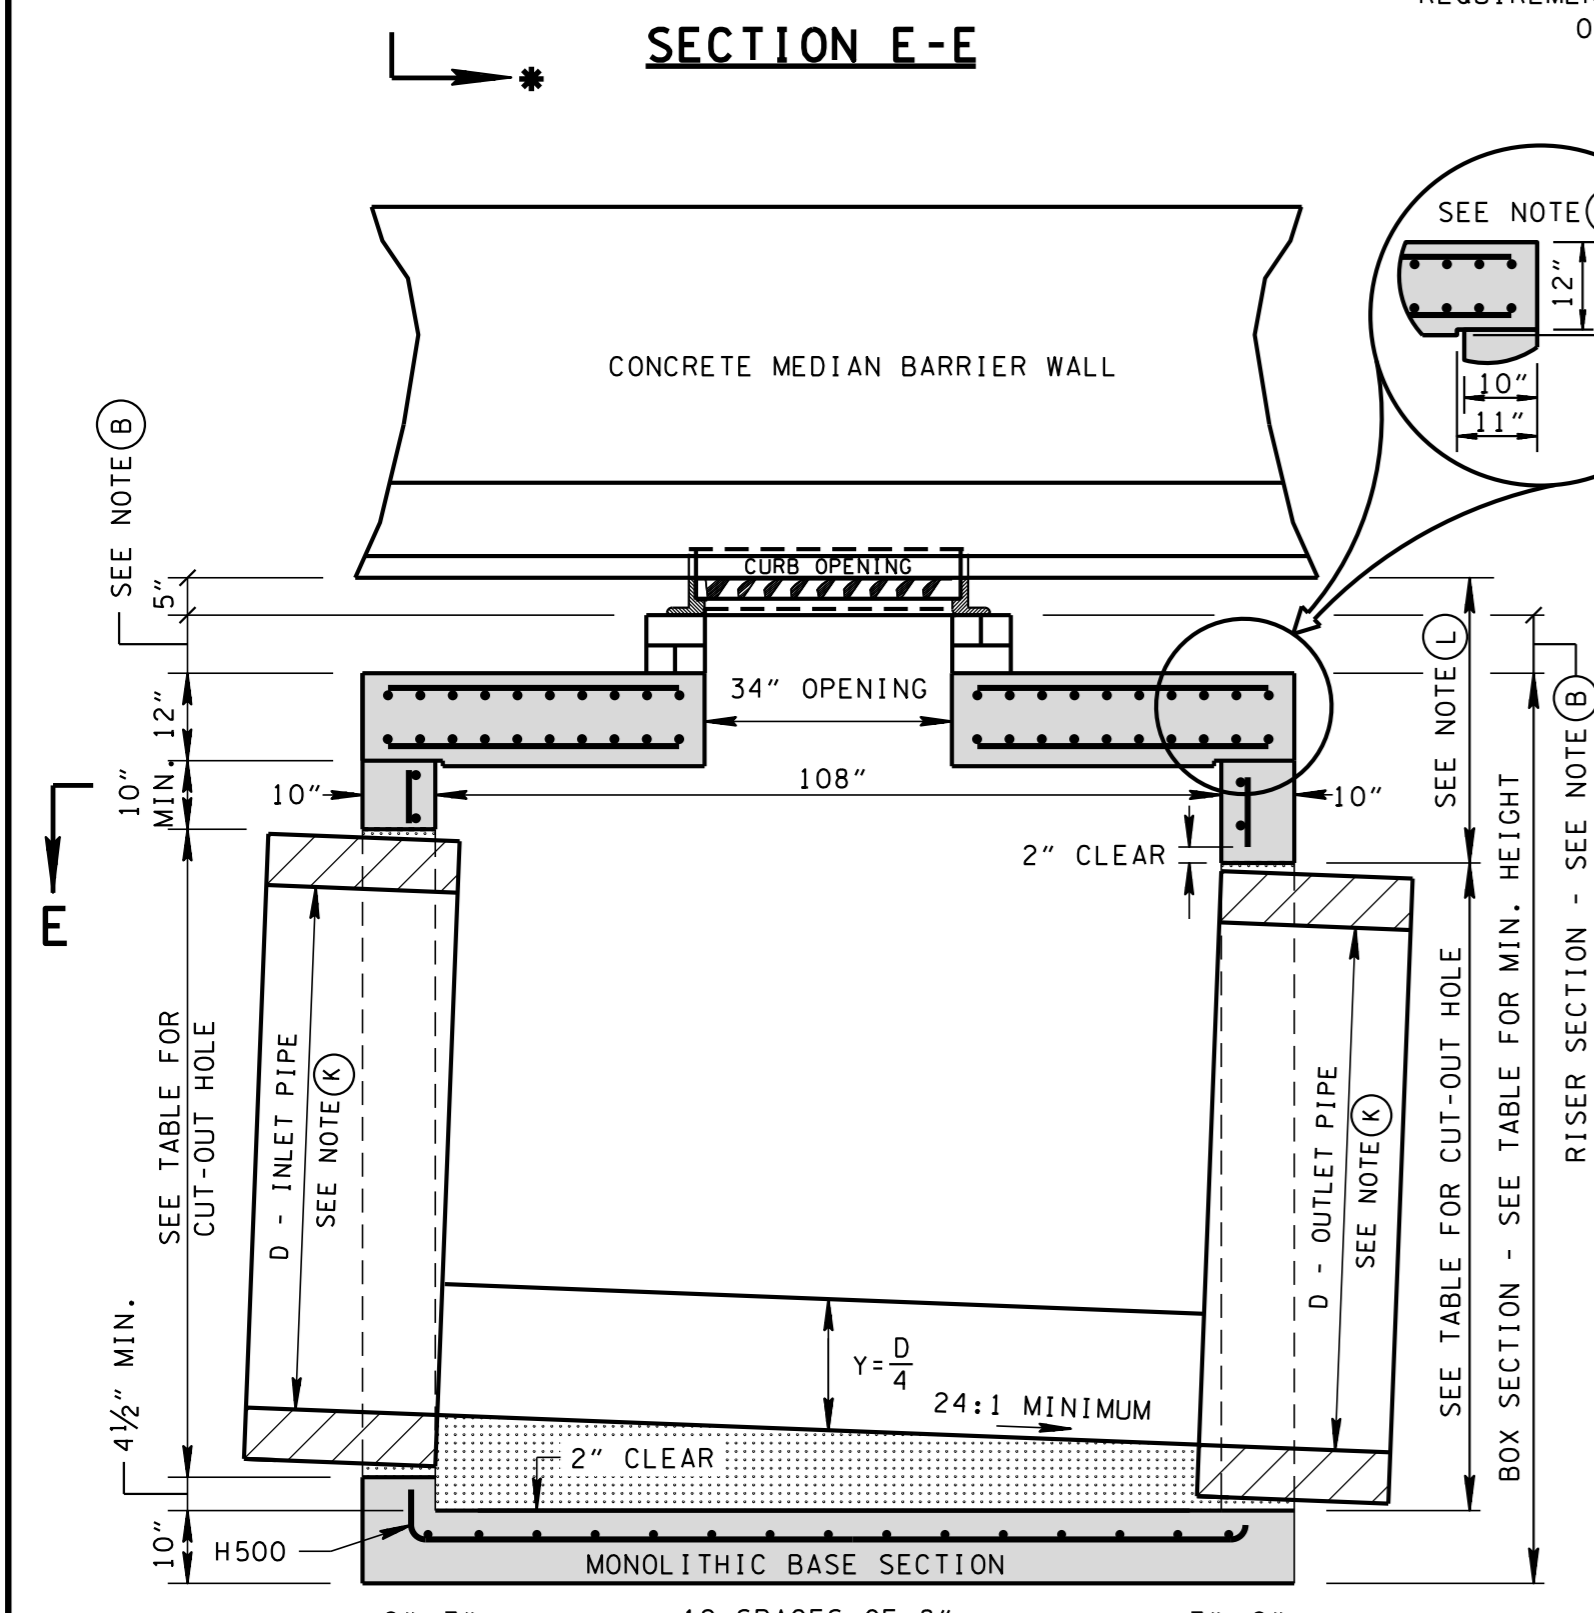 SECTION E-E
*
SEE NOTE
12"
10"
11"
CONCRETE MEDIAN BARRIER WALL
SEE NOTE B
5"
CURB OPENING
12"
34" OPENING
10"
MIN.
10"
108"
10"
2" CLEAR
SEE NOTE L
E
SEE TABLE FOR
CUT-OUT HOLE
D - INLET PIPE
SEE NOTE K
D - OUTLET PIPE
SEE NOTE K
SEE TABLE FOR CUT-OUT HOLE
BOX SECTION - SEE TABLE FOR MIN. HEIGHT
RISER SECTION - SEE NOTE B
Y=D/4
24:1 MINIMUM
4½" MIN.
2" CLEAR
10"
H500
MONOLITHIC BASE SECTION